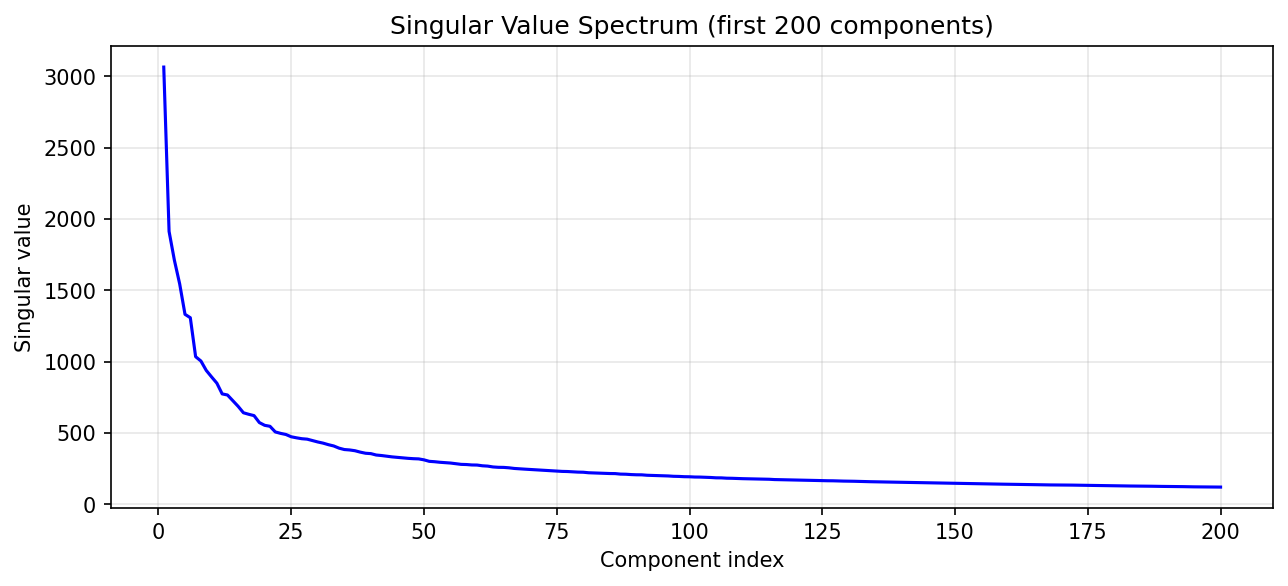 Singular Value Spectrum (first 200 components)
3000
2500
2000
1500
1000
500
0
Singular value
0 25 50 75 100 125 150 175 200
Component index